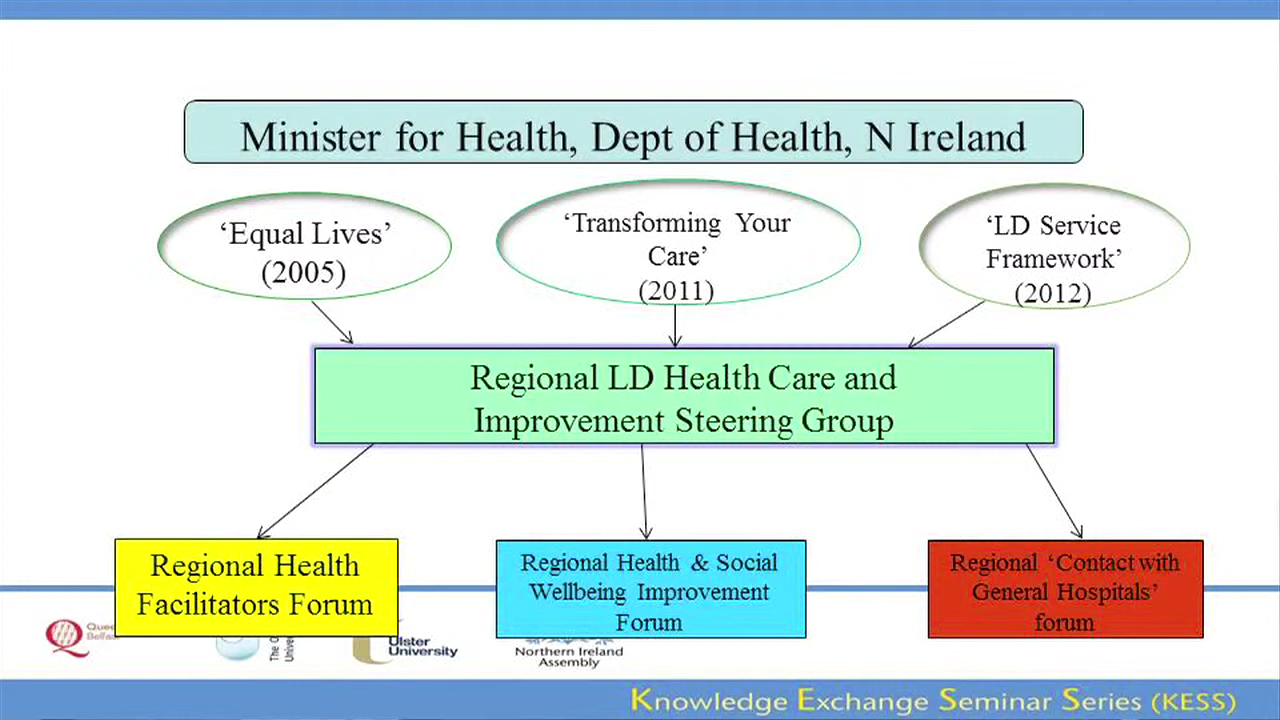 Minister for Health, Dept of Health, N Ireland
‘Equal Lives’
(2005)
‘Transforming Your
Care’
(2011)
‘LD Service
Framework’
(2012)
Regional LD Health Care and
Improvement Steering Group
Regional Health
Facilitators Forum
Regional Health & Social
Wellbeing Improvement
Forum
Regional ‘Contact with
General Hospitals’
forum
Ulster
University
Northern Ireland
Assembly
Knowledge Exchange Seminar Series (KESS)